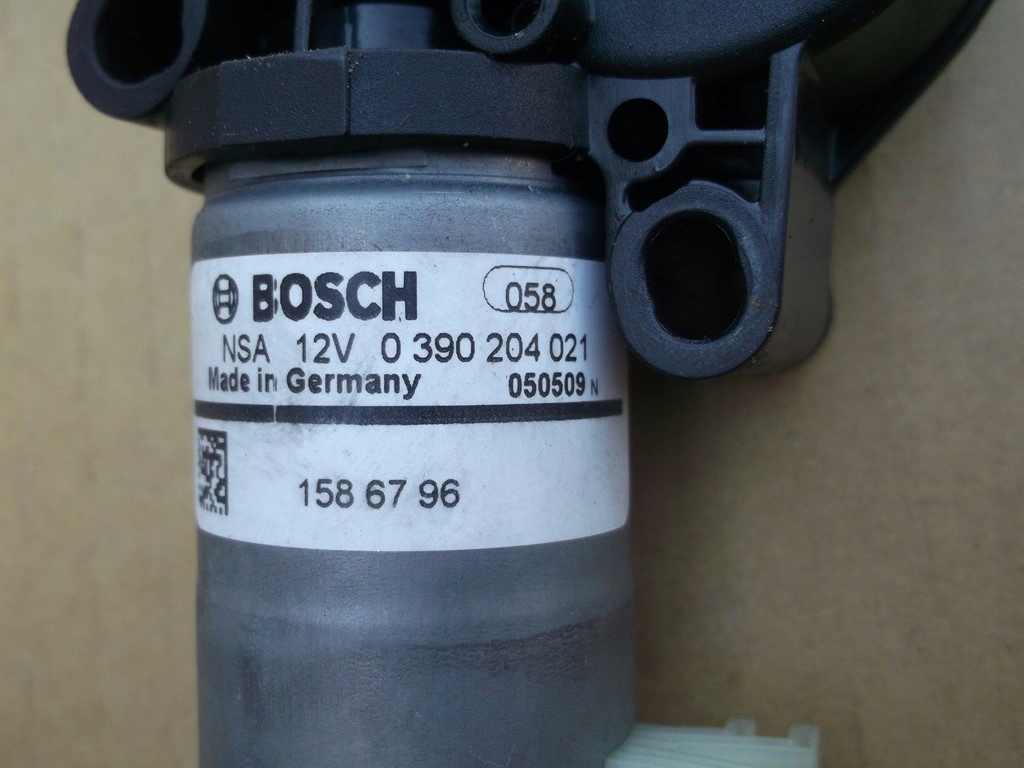 BOSCH 058
NSA 12V 0 390 204 021
Made in Germany 050509 N
158 67 96